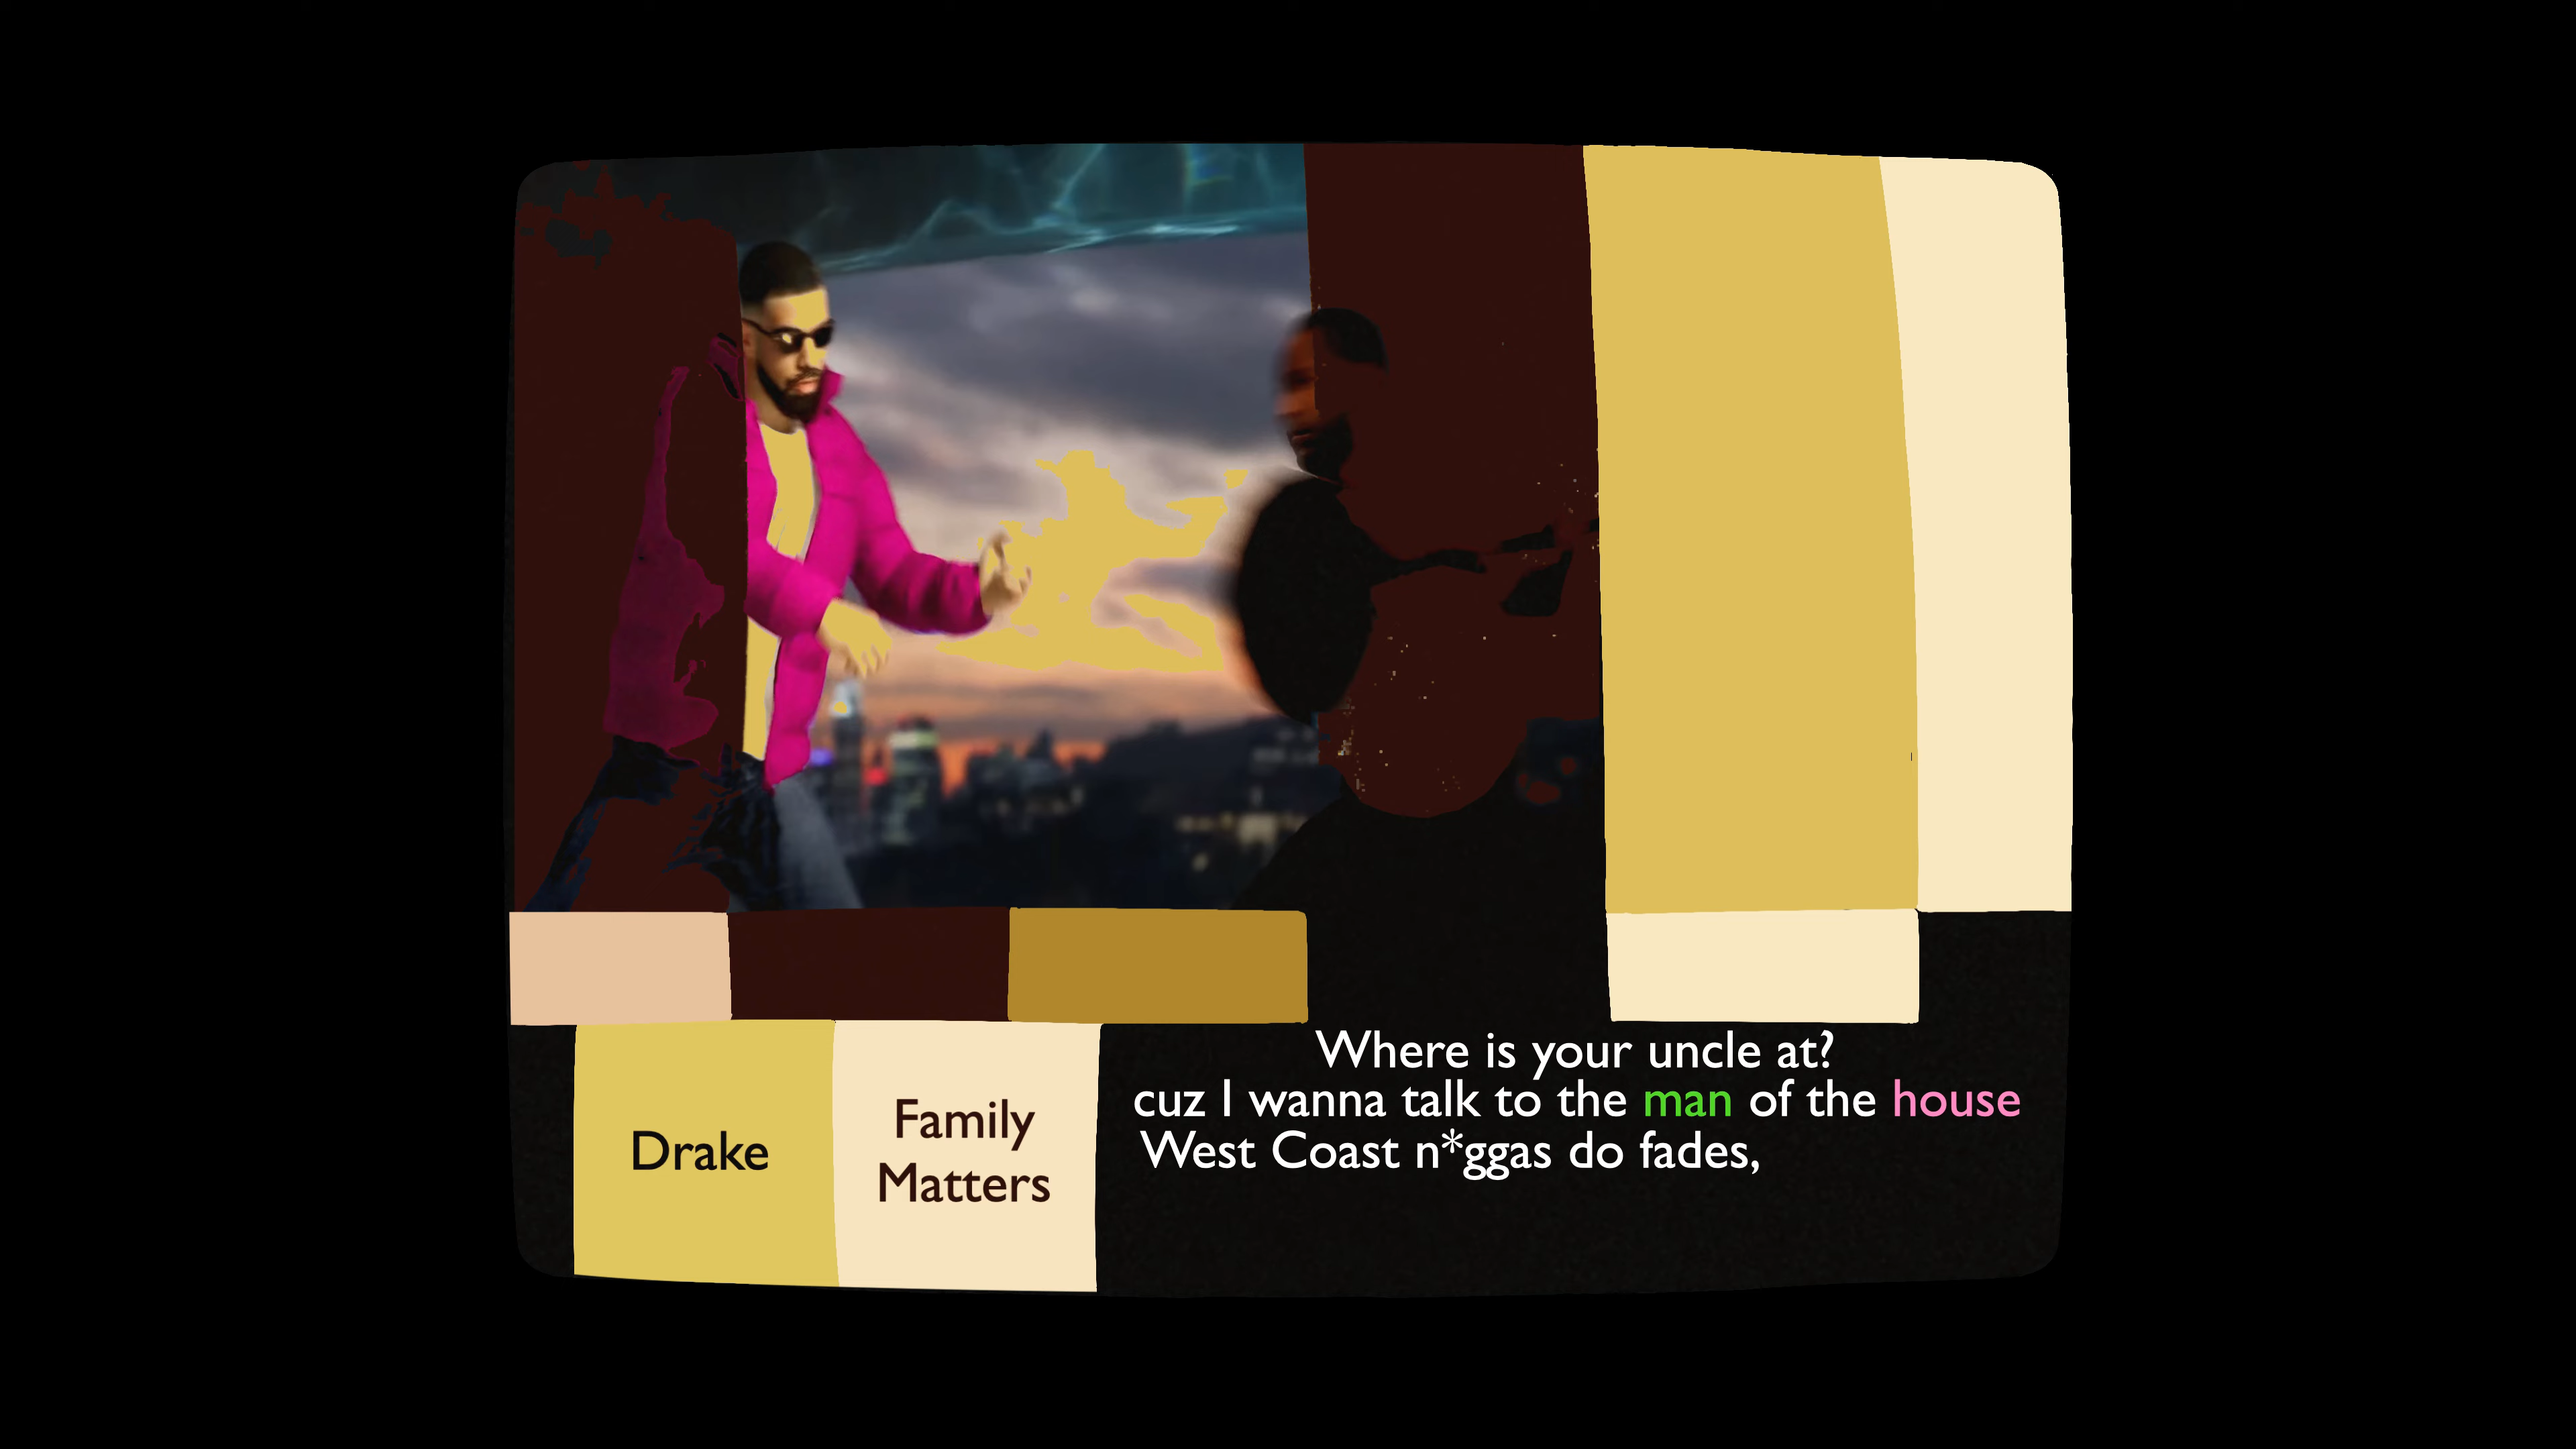 Where is your uncle at?
cuz I wanna talk to the man of the house
West Coast n*ggas do fades,
Drake
Family
Matters